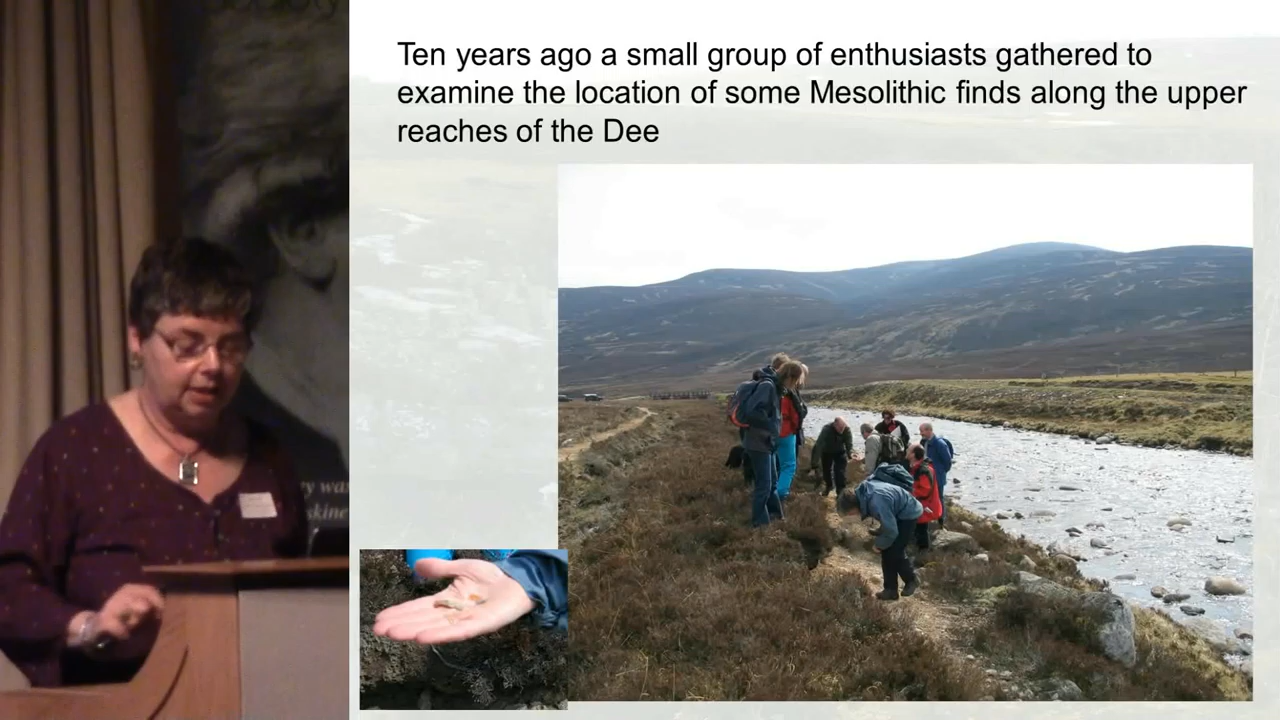 Ten years ago a small group of enthusiasts gathered to
examine the location of some Mesolithic finds along the upper
reaches of the Dee